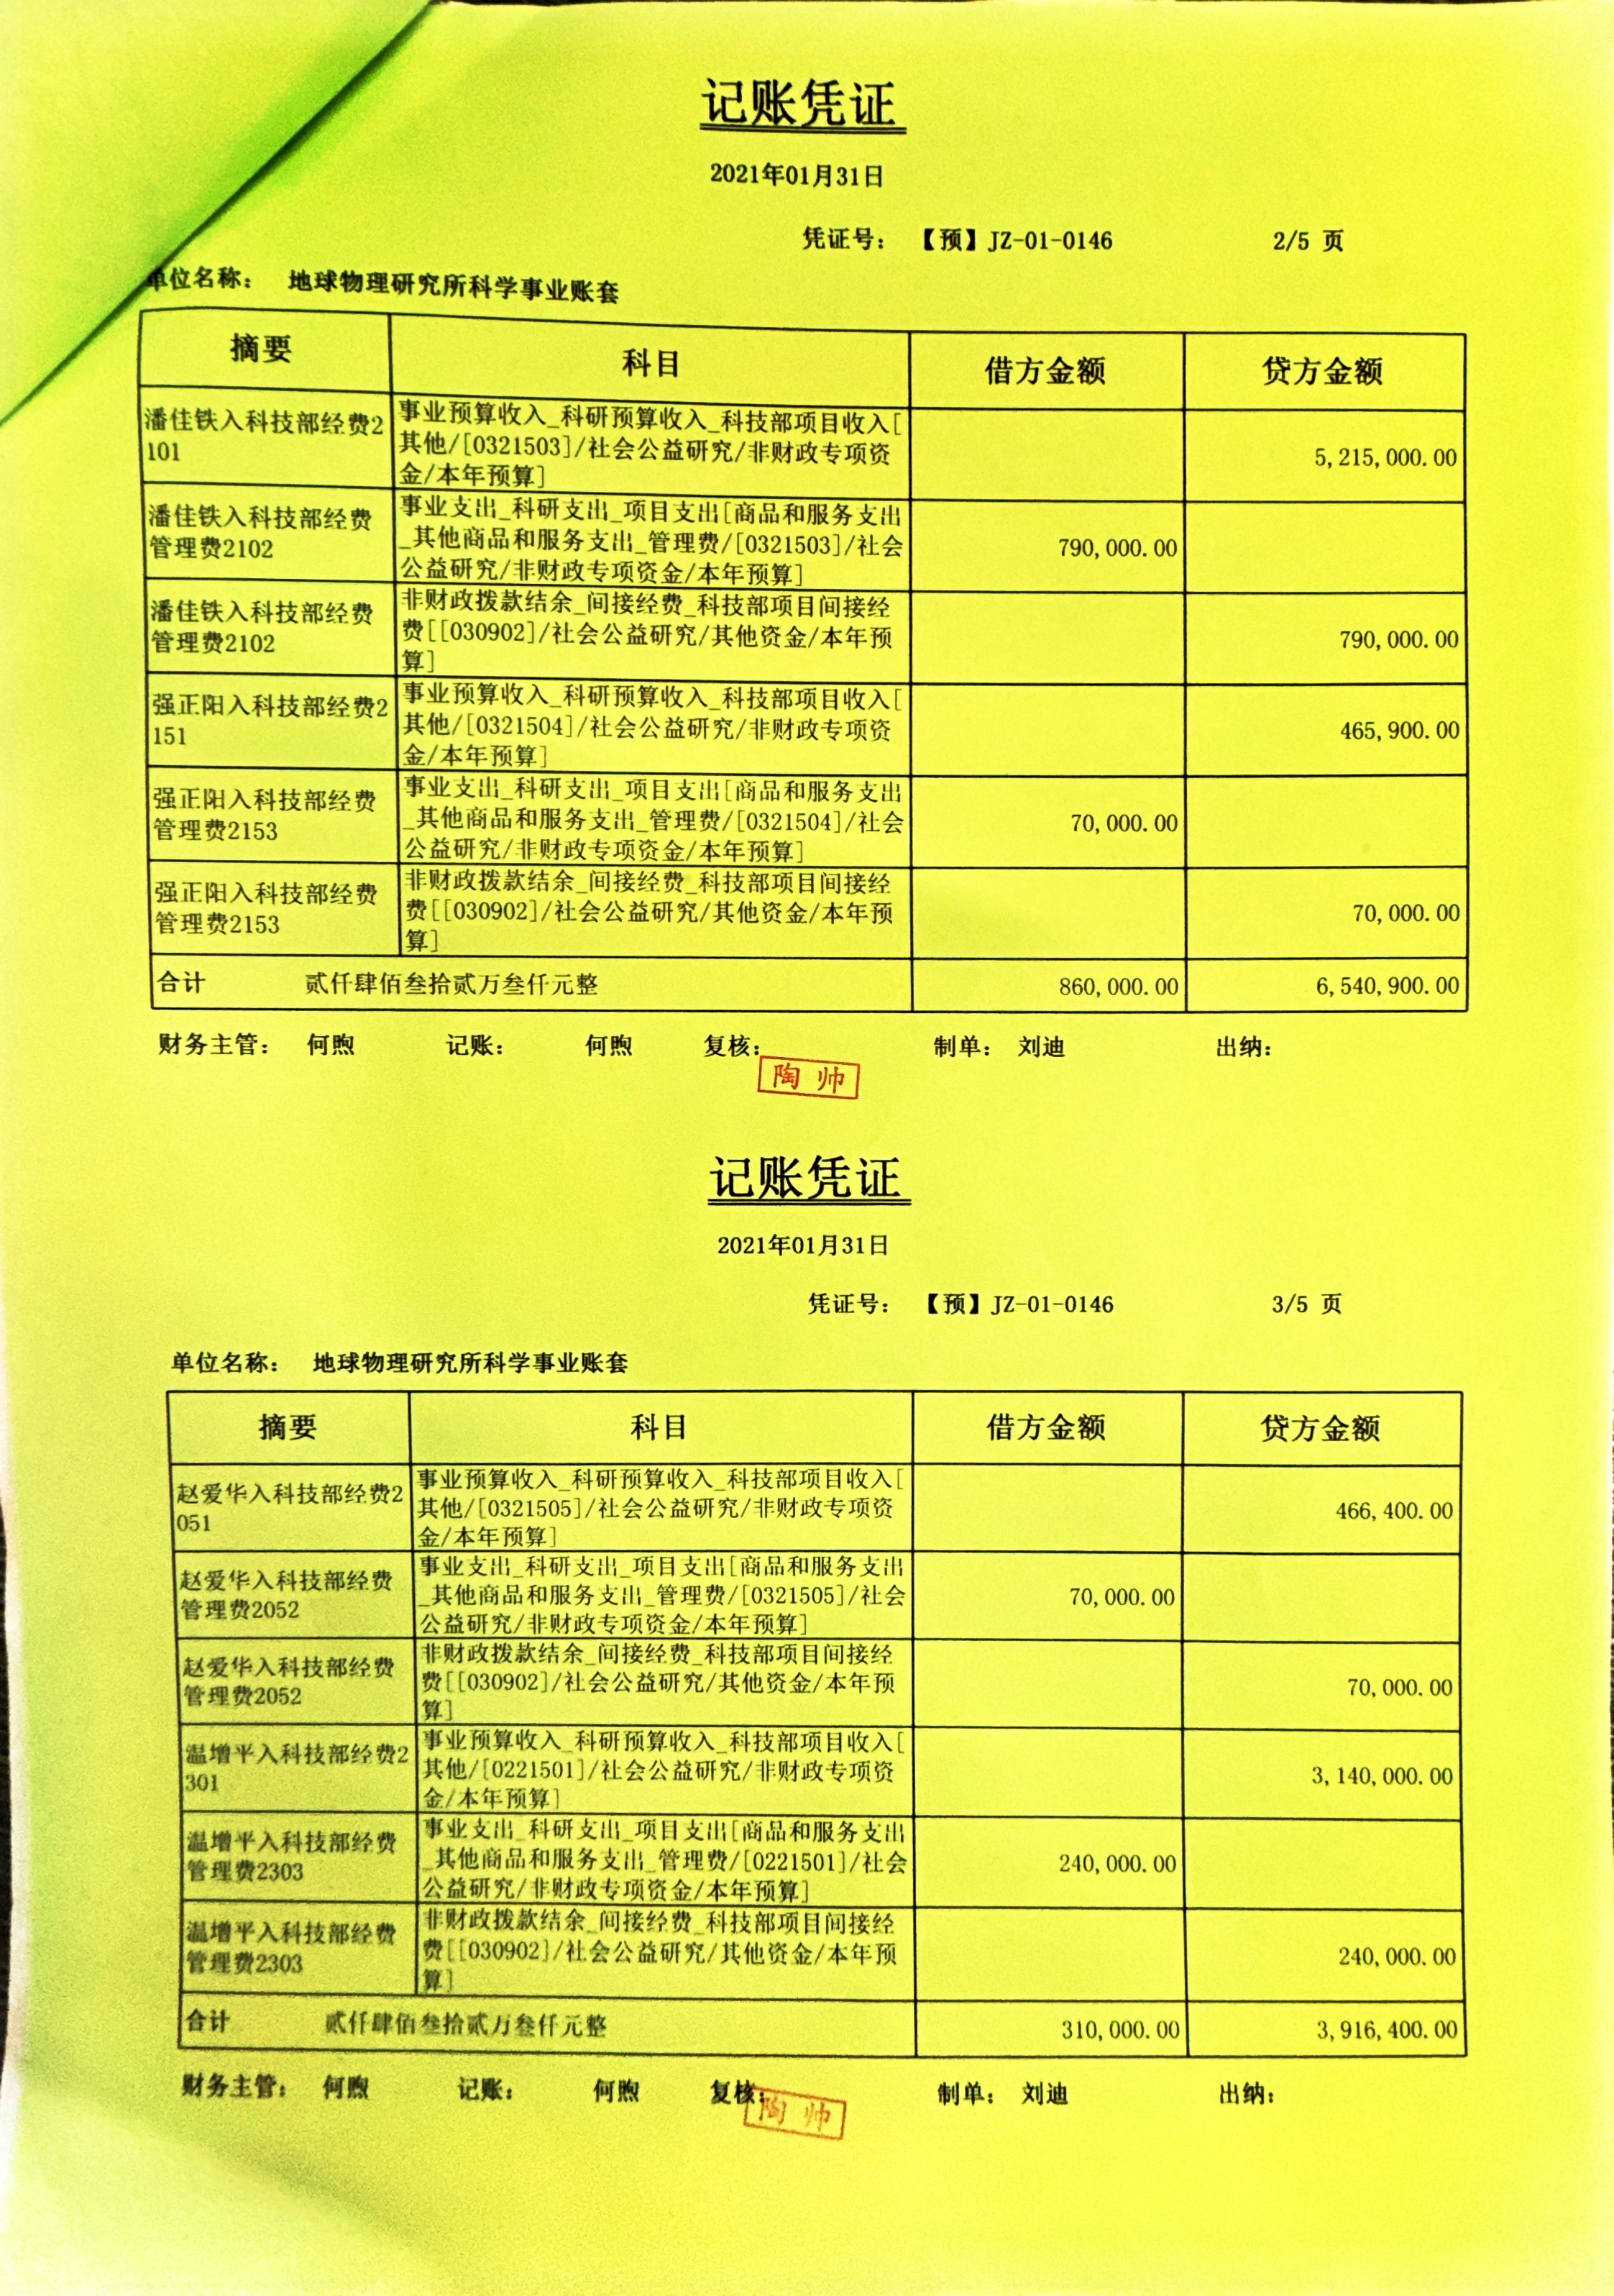 记账凭证
2021年01月31日
凭证号： 【预】JZ-01-0146 2/5 页
单位名称： 地球物理研究所科学事业账套
摘要 科目 借方金额 贷方金额
潘佳铁入科技部经费2
101
事业预算收入_科研预算收入_科技部项目收入[
其他/[0321503]/社会公益研究/非财政专项资
金/本年预算]
5,215,000.00
潘佳铁入科技部经费
管理费2102
事业支出_科研支出_项目支出[商品和服务支出
_其他商品和服务支出_管理费/[0321503]/社会
公益研究/非财政专项资金/本年预算]
790,000.00
潘佳铁入科技部经费
管理费2102
非财政拨款结余_间接经费_科技部项目间接经
费[[030902]/社会公益研究/其他资金/本年预
算]
790,000.00
强正阳入科技部经费2
151
事业预算收入_科研预算收入_科技部项目收入[
其他/[0321504]/社会公益研究/非财政专项资
金/本年预算]
465,900.00
强正阳入科技部经费
管理费2153
事业支出_科研支出_项目支出[商品和服务支出
_其他商品和服务支出_管理费/[0321504]/社会
公益研究/非财政专项资金/本年预算]
70,000.00
强正阳入科技部经费
管理费2153
非财政拨款结余_间接经费_科技部项目间接经
费[[030902]/社会公益研究/其他资金/本年预
算]
70,000.00
合计 贰仟肆佰叁拾贰万叁仟元整 860,000.00 6,540,900.00
财务主管： 何煦 记账： 何煦 复核： 制单： 刘迪 出纳：
陶 帅
记账凭证
2021年01月31日
凭证号： 【预】JZ-01-0146 3/5 页
单位名称： 地球物理研究所科学事业账套
摘要 科目 借方金额 贷方金额
赵爱华入科技部经费2
051
事业预算收入_科研预算收入_科技部项目收入[
其他/[0321505]/社会公益研究/非财政专项资
金/本年预算]
466,400.00
赵爱华入科技部经费
管理费2052
事业支出_科研支出_项目支出[商品和服务支出
_其他商品和服务支出_管理费/[0321505]/社会
公益研究/非财政专项资金/本年预算]
70,000.00
赵爱华入科技部经费
管理费2052
非财政拨款结余_间接经费_科技部项目间接经
费[[030902]/社会公益研究/其他资金/本年预
算]
70,000.00
温增平入科技部经费2
301
事业预算收入_科研预算收入_科技部项目收入[
其他/[0221501]/社会公益研究/非财政专项资
金/本年预算]
3,140,000.00
温增平入科技部经费
管理费2303
事业支出_科研支出_项目支出[商品和服务支出
_其他商品和服务支出_管理费/[0221501]/社会
公益研究/非财政专项资金/本年预算]
240,000.00
温增平入科技部经费
管理费2303
非财政拨款结余_间接经费_科技部项目间接经
费[[030902]/社会公益研究/其他资金/本年预
算]
240,000.00
合计 贰仟肆佰叁拾贰万叁仟元整 310,000.00 3,916,400.00
财务主管： 何煦 记账： 何煦 复核： 制单： 刘迪 出纳：
陶 帅